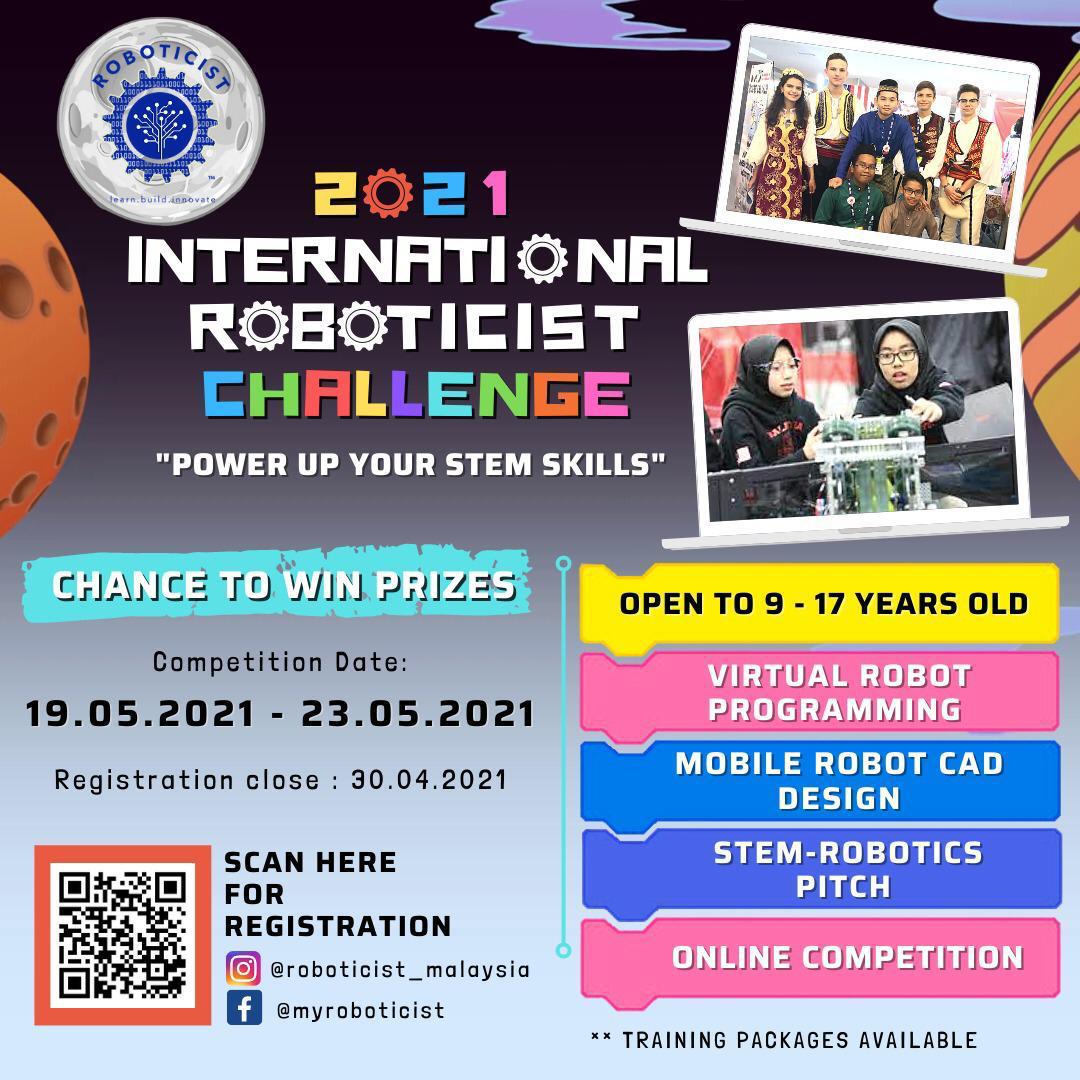 ROBOTICIST
learn.build.innovate
TM
2021
INTERNATIONAL
ROBOTICIST
CHALLENGE
"POWER UP YOUR STEM SKILLS"
CHANCE TO WIN PRIZES
Competition Date:
19.05.2021 - 23.05.2021
Registration close : 30.04.2021
SCAN HERE
FOR
REGISTRATION
@roboticist_malaysia
@myroboticist
OPEN TO 9 - 17 YEARS OLD
VIRTUAL ROBOT
PROGRAMMING
MOBILE ROBOT CAD
DESIGN
STEM-ROBOTICS
PITCH
ONLINE COMPETITION
** TRAINING PACKAGES AVAILABLE